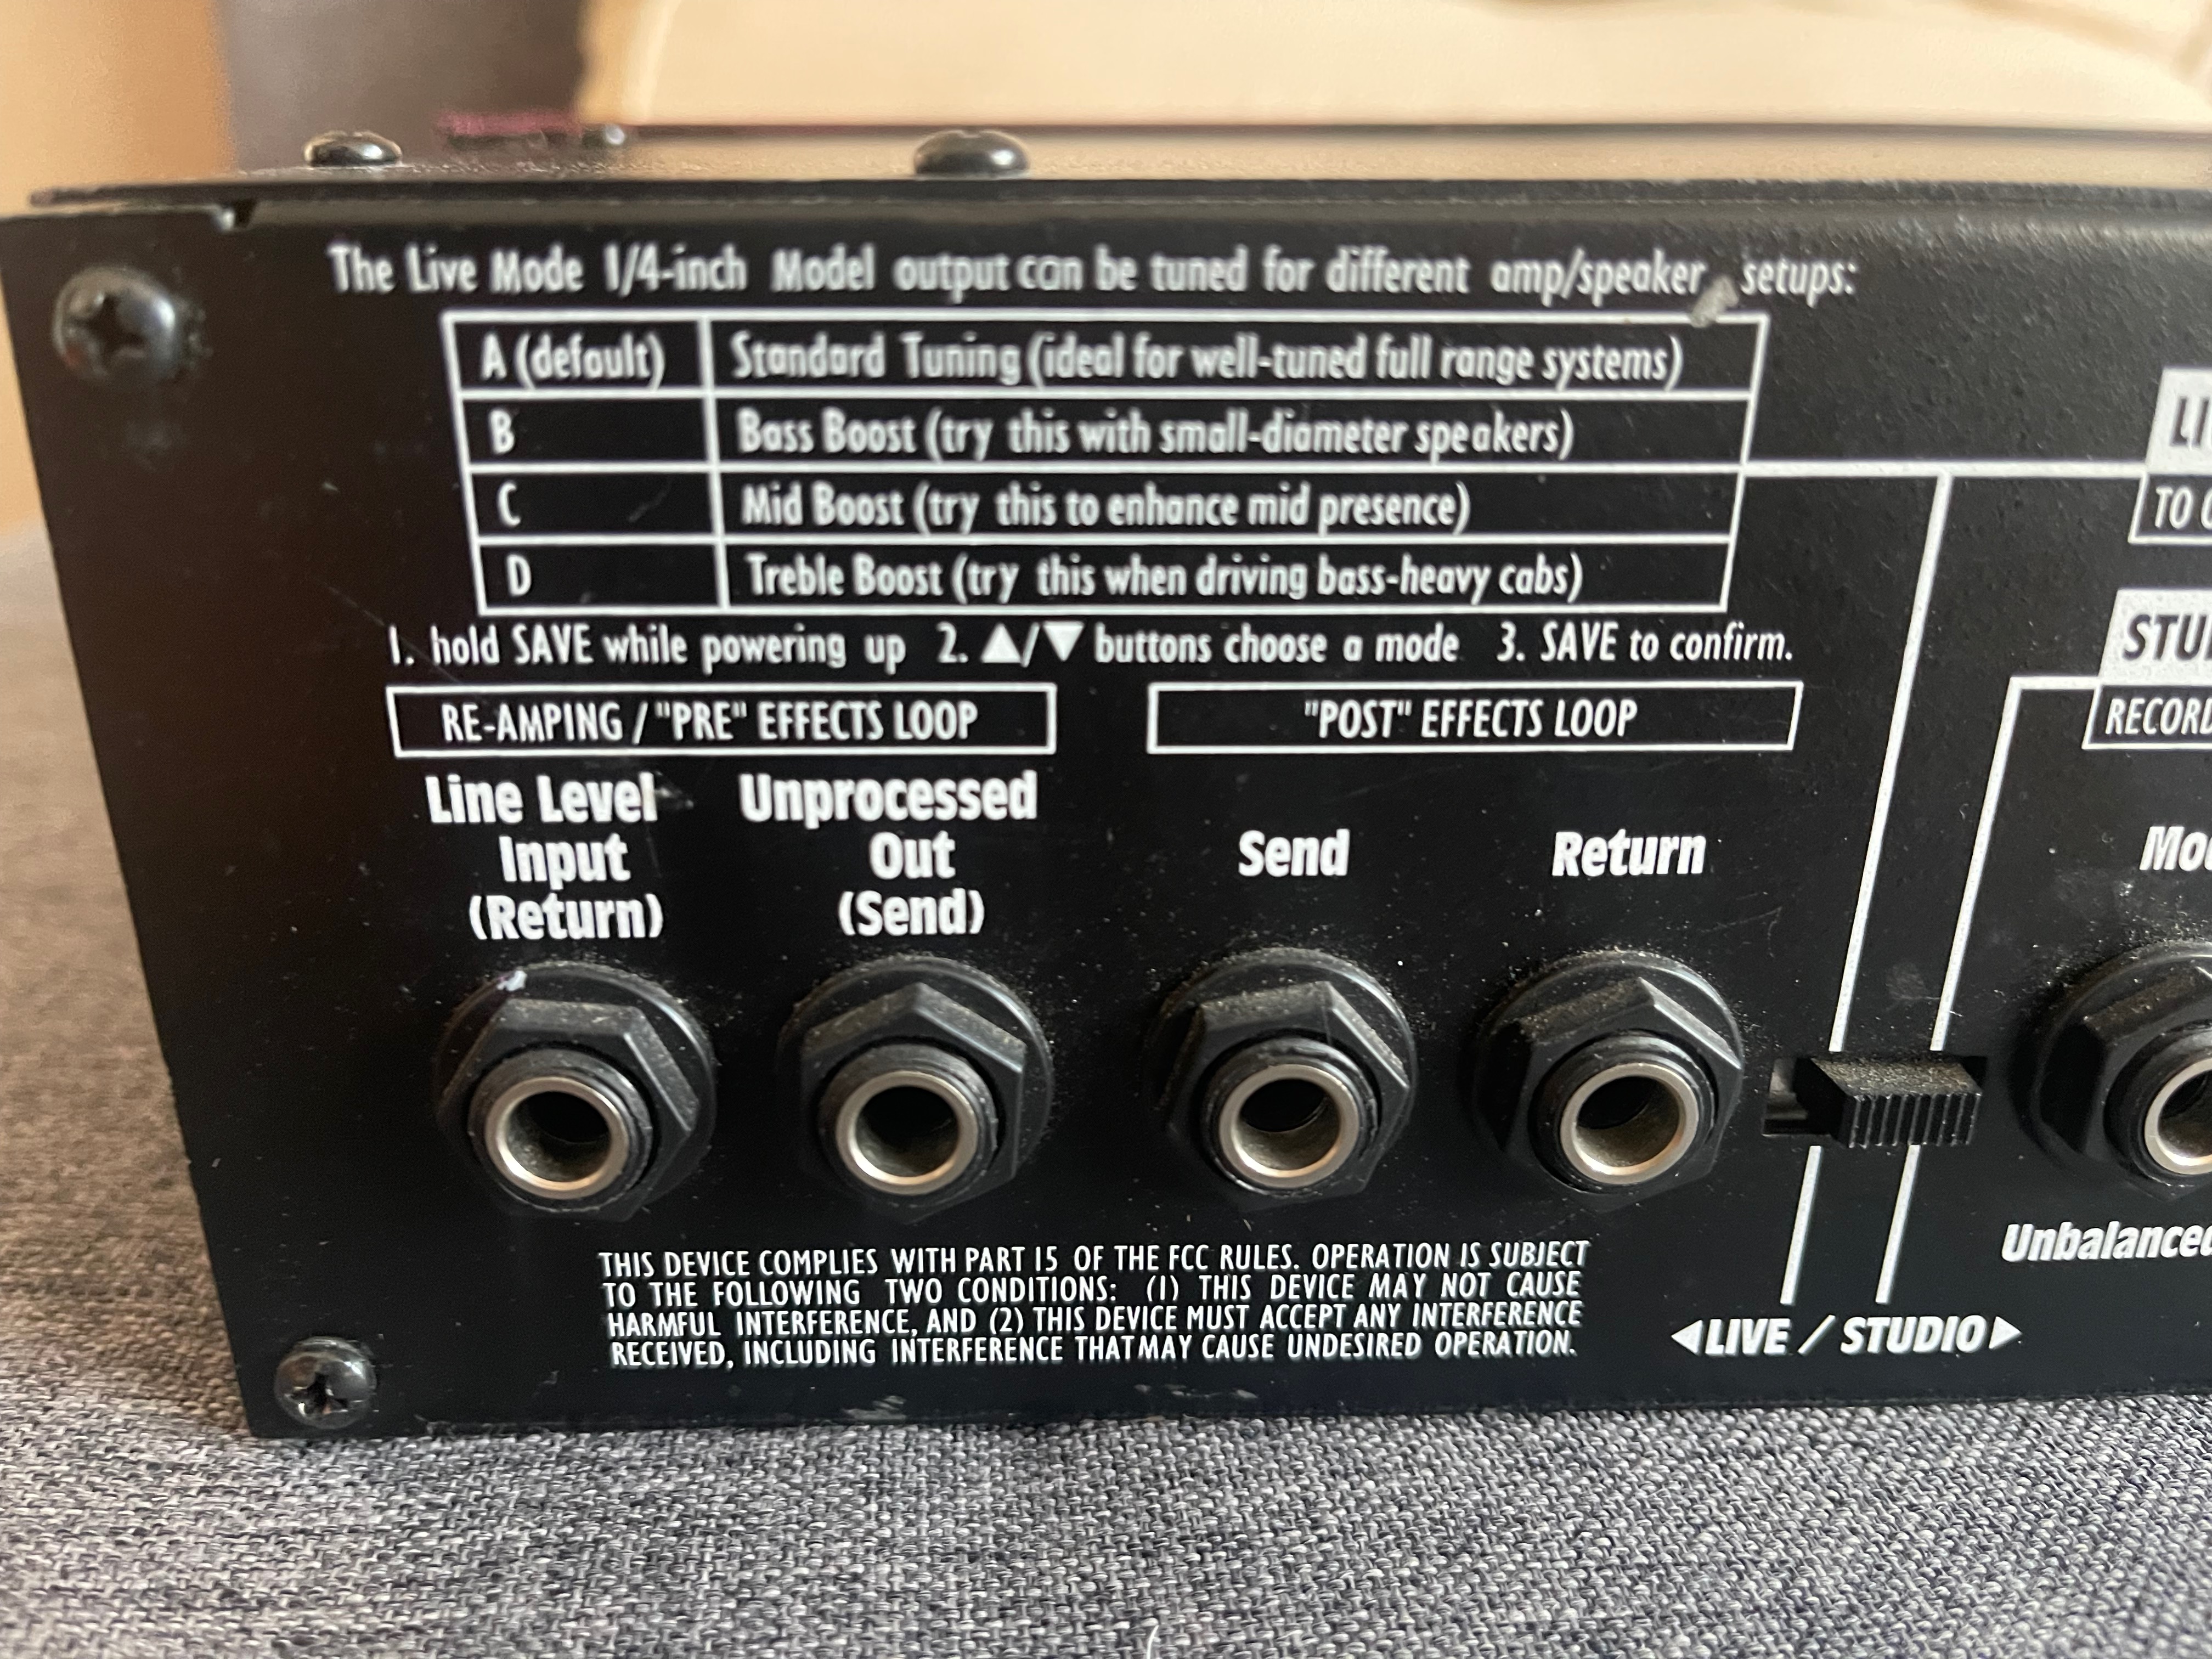 The Live Mode 1/4-inch Model output can be tuned for different amp/speaker setups:
A (default) Standard Tuning (ideal for well-tuned full range systems)
B Bass Boost (try this with small-diameter speakers)
C Mid Boost (try this to enhance mid presence)
D Treble Boost (try this when driving bass-heavy cabs)
1. hold SAVE while powering up 2. ▲/▼ buttons choose a mode 3. SAVE to confirm.
RE-AMPING / "PRE" EFFECTS LOOP
"POST" EFFECTS LOOP
Line Level
Input
(Return)
Unprocessed
Out
(Send)
Send
Return
TO
Unbalanced
THIS DEVICE COMPLIES WITH PART 15 OF THE FCC RULES. OPERATION IS SUBJECT
TO THE FOLLOWING TWO CONDITIONS: (1) THIS DEVICE MAY NOT CAUSE
HARMFUL INTERFERENCE, AND (2) THIS DEVICE MUST ACCEPT ANY INTERFERENCE
RECEIVED, INCLUDING INTERFERENCE THAT MAY CAUSE UNDESIRED OPERATION.
◀LIVE / STUDIO▶